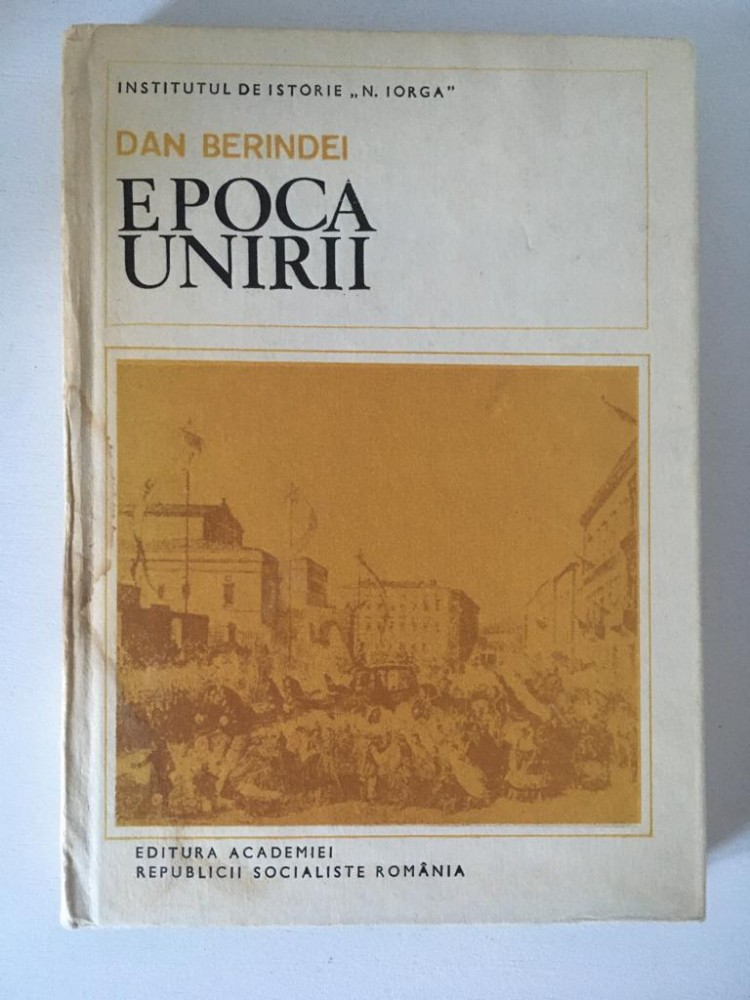 INSTITUTUL DE ISTORIE „N. IORGA”
DAN BERINDEI
EPOCA
UNIRII
EDITURA ACADEMIEI
REPUBLICII SOCIALISTE ROMÂNIA